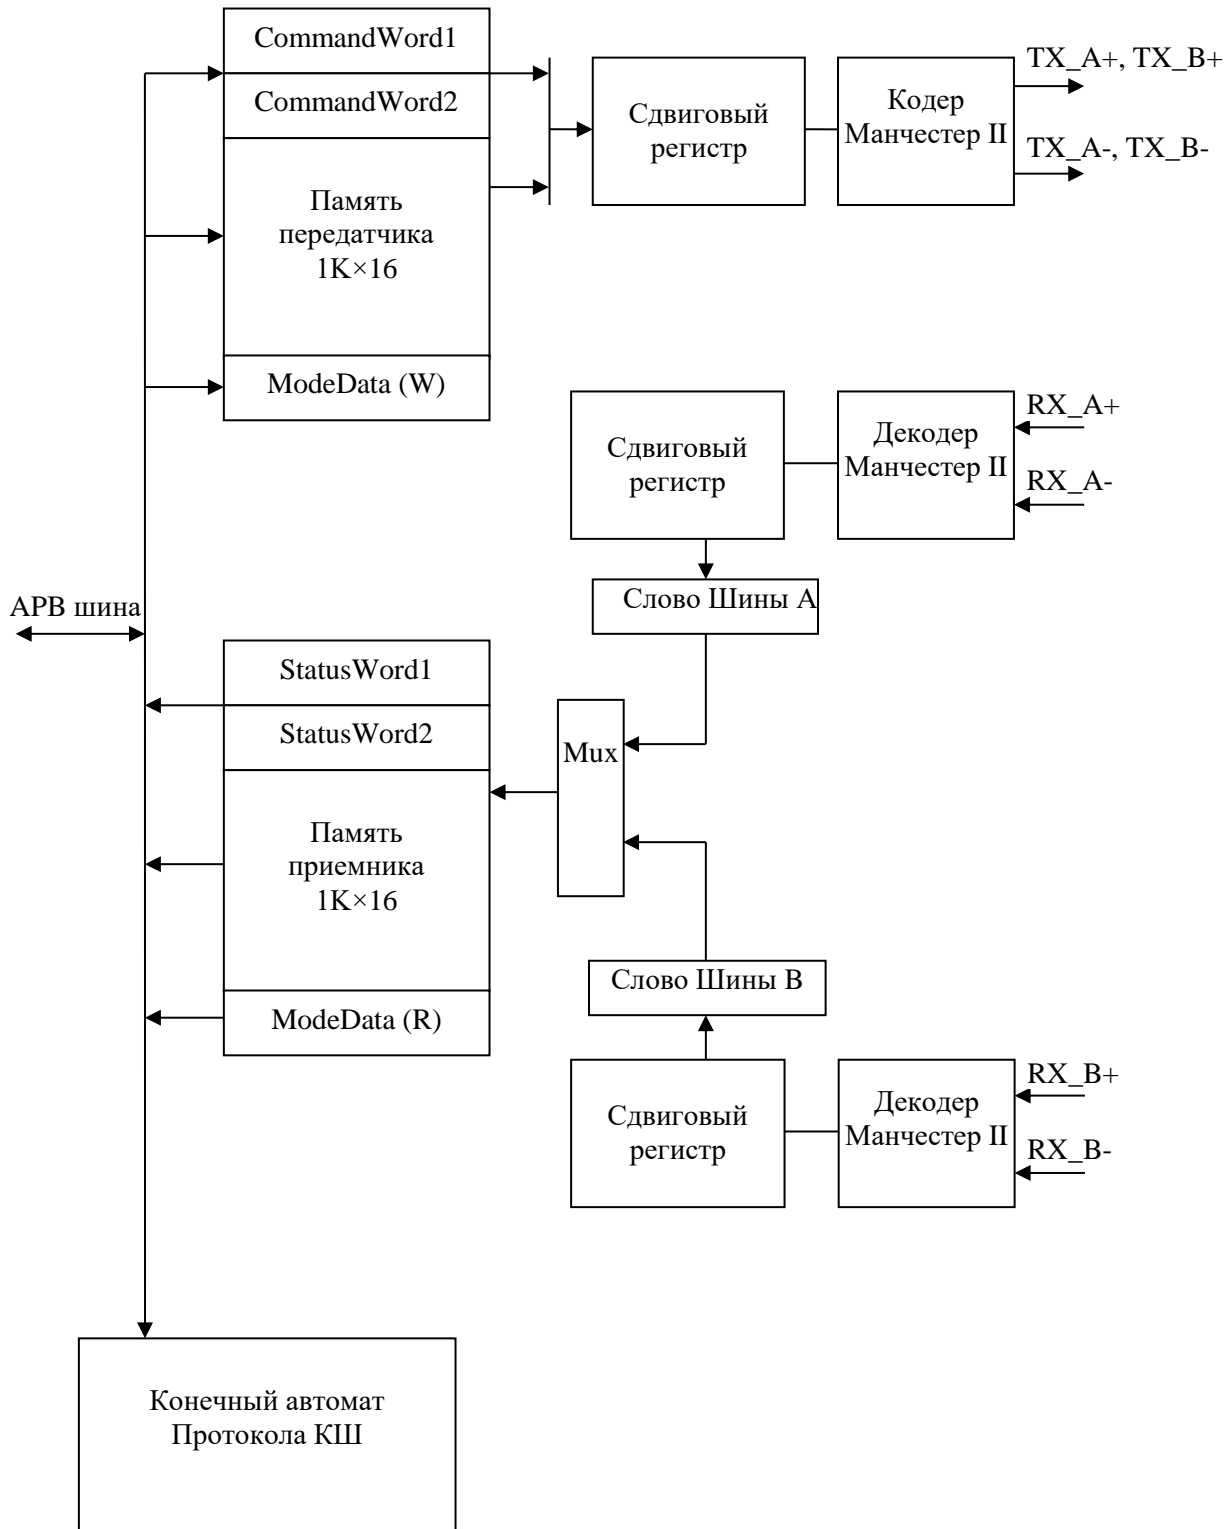 CommandWord1
CommandWord2
Память
передатчика
1К×16
ModeData (W)
Сдвиговый
регистр
Кодер
Манчестер II
TX_A+, TX_B+
TX_A-, TX_B-
Сдвиговый
регистр
Декодер
Манчестер II
RX_A+
RX_A-
Слово Шины А
APB шина
StatusWord1
StatusWord2
Память
приемника
1К×16
ModeData (R)
Mux
Слово Шины В
Сдвиговый
регистр
Декодер
Манчестер II
RX_B+
RX_B-
Конечный автомат
Протокола КШ